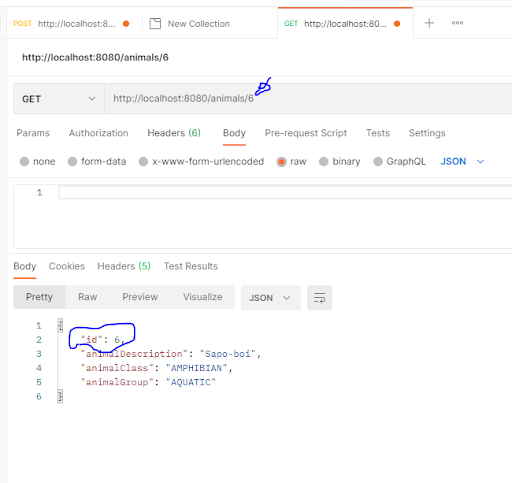 POST http://localhost:8... New Collection GET http://localhost:80...
http://localhost:8080/animals/6
GET http://localhost:8080/animals/6
Params Authorization Headers (6) Body Pre-request Script Tests Settings
none form-data x-www-form-urlencoded raw binary GraphQL JSON
1
Body Cookies Headers (5) Test Results
Pretty Raw Preview Visualize JSON
1 {
2 "id": 6,
3 "animalDescription": "Sapo-boi",
4 "animalClass": "AMPHIBIAN",
5 "animalGroup": "AQUATIC"
6 }